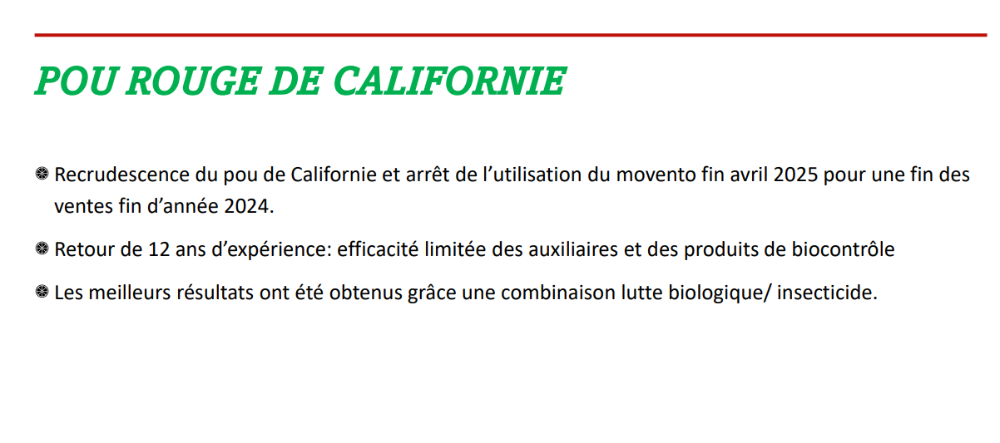 POU ROUGE DE CALIFORNIE
Recrudescence du pou de Californie et arrêt de l’utilisation du movento fin avril 2025 pour une fin des
ventes fin d’année 2024.
Retour de 12 ans d’expérience: efficacité limitée des auxiliaires et des produits de biocontrôle
Les meilleurs résultats ont été obtenus grâce une combinaison lutte biologique/ insecticide.